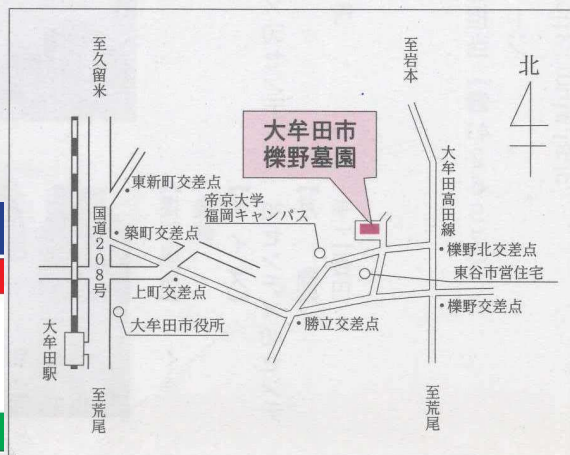 至久留米
至岩本
北
大牟田市
櫟野墓園
大牟田高田線
東新町交差点
帝京大学
福岡キャンパス
国道208号
築町交差点
櫟野北交差点
東谷市営住宅
上町交差点
櫟野交差点
大牟田市役所
勝立交差点
大牟田駅
至荒尾
至荒尾